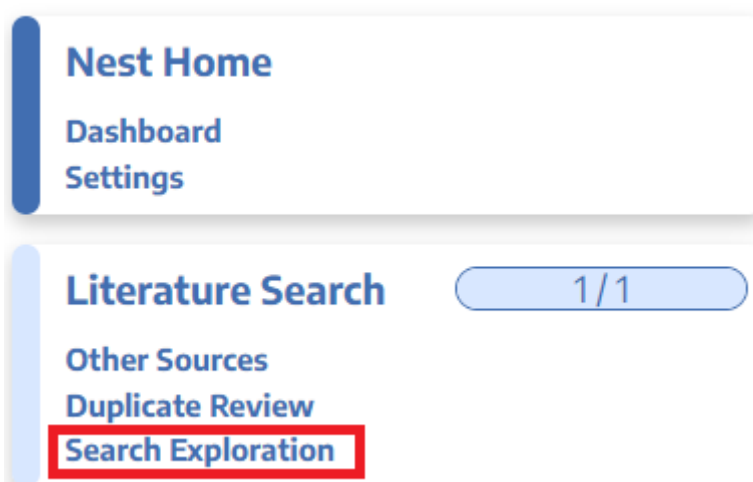 Nest Home
Dashboard
Settings
Literature Search
1/1
Other Sources
Duplicate Review
Search Exploration